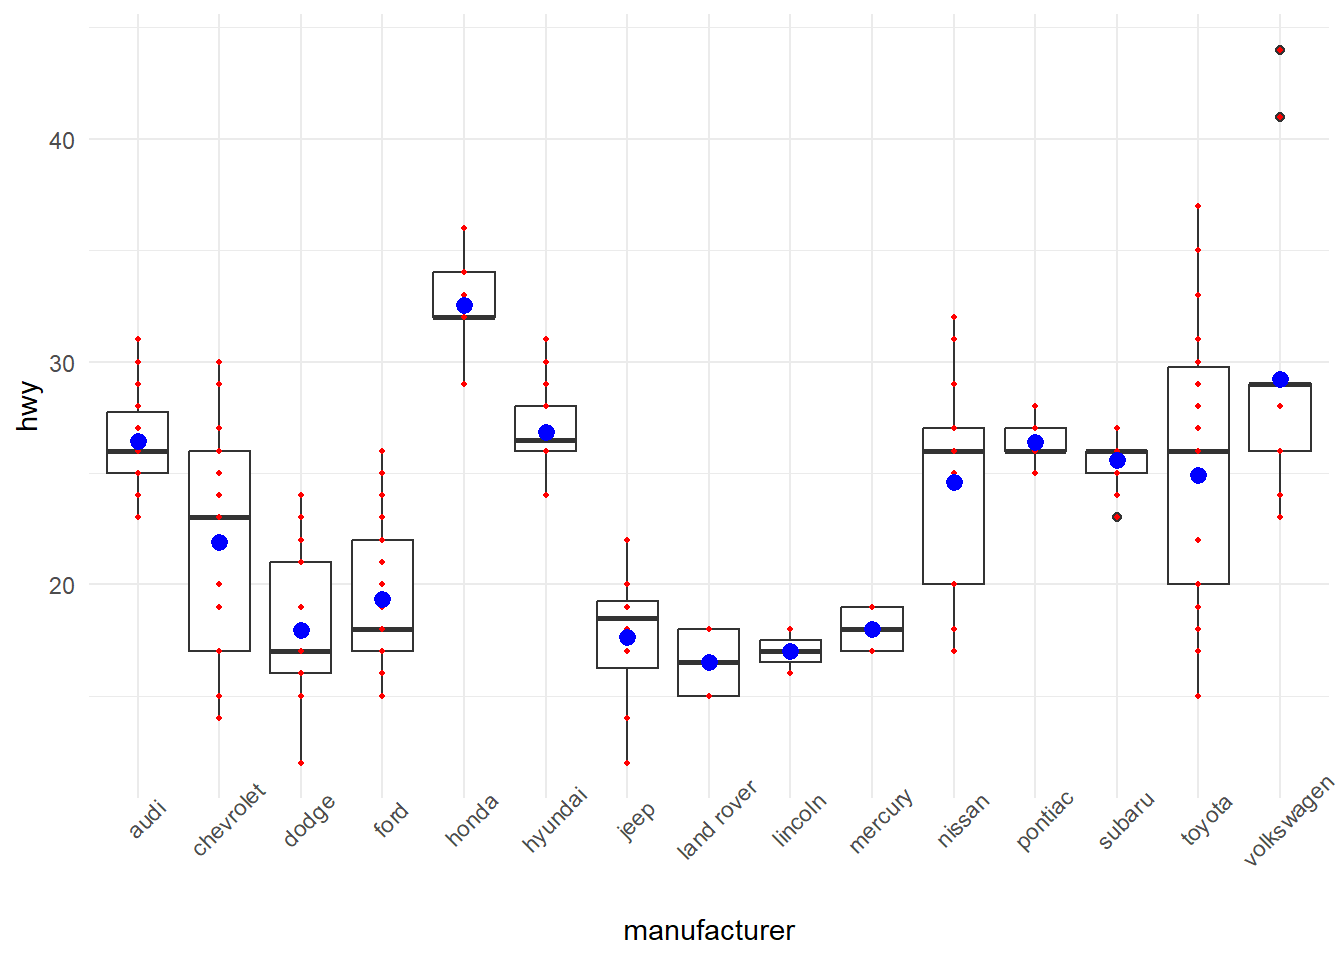 hwy
40
30
20
audi
chevrolet
dodge
ford
honda
hyundai
jeep
land rover
lincoln
mercury
nissan
pontiac
subaru
toyota
volkswagen
manufacturer